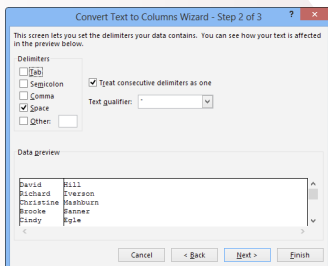 Convert Text to Columns Wizard - Step 2 of 3
? ×
This screen lets you set the delimiters your data contains. You can see how your text is affected
in the preview below.
Delimiters
Tab
Semicolon
Comma
Space
Other:
Treat consecutive delimiters as one
Text qualifier: "
Data preview
David Hill
Richard Iverson
Christine Mashburn
Brooke Sanner
Cindy Egle
Cancel < Back Next > Finish